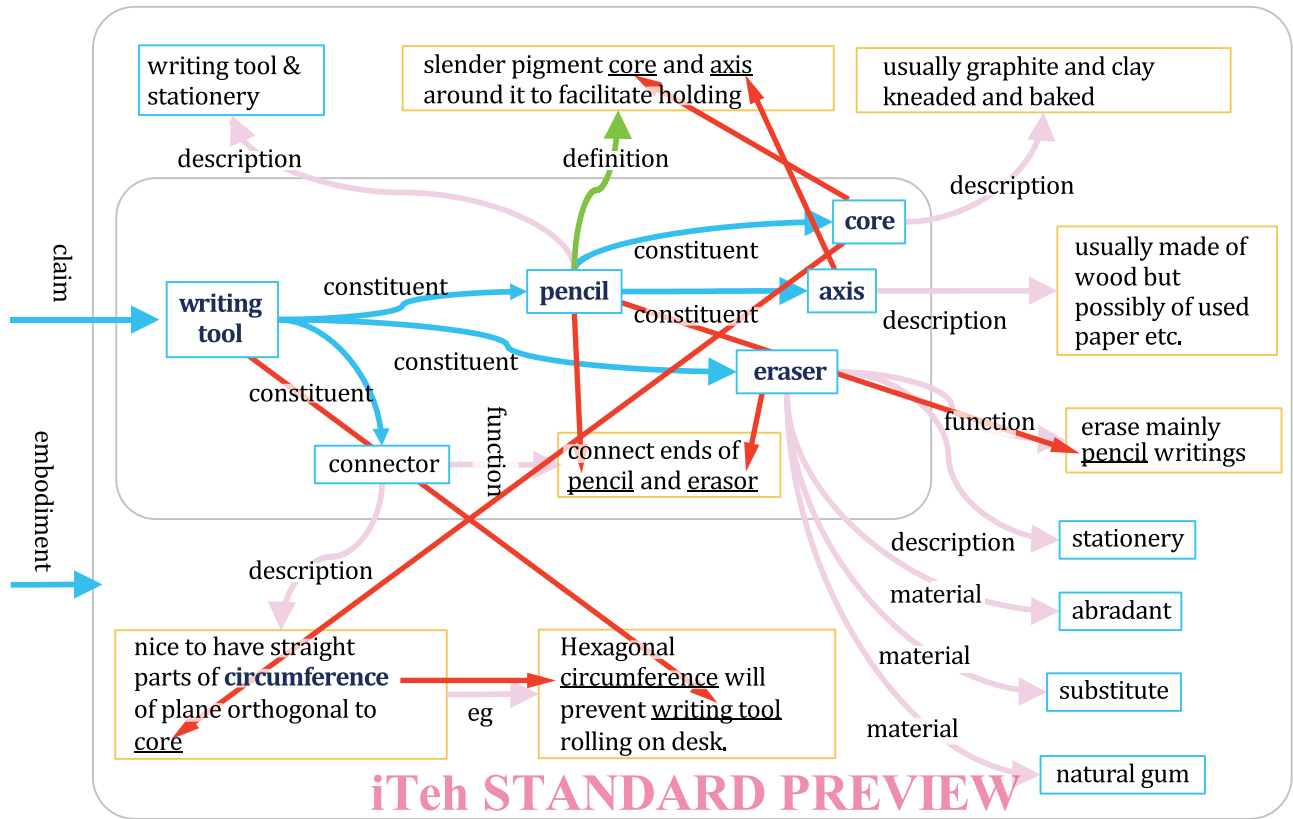 writing tool &
stationery
slender pigment core and axis
around it to facilitate holding
usually graphite and clay
kneaded and baked
description
definition
description
claim
core
constituent
usually made of
wood but
possibly of used
paper etc.
writing
tool
constituent
pencil
axis
constituent
description
constituent
eraser
constituent
function
function
erase mainly
pencil writings
connector
connect ends of
pencil and erasor
embodiment
description
description
stationery
material
abradant
nice to have straight
parts of circumference
of plane orthogonal to
core
eg
Hexagonal
circumference will
prevent writing tool
rolling on desk.
material
substitute
material
natural gum
iTeh STANDARD PREVIEW